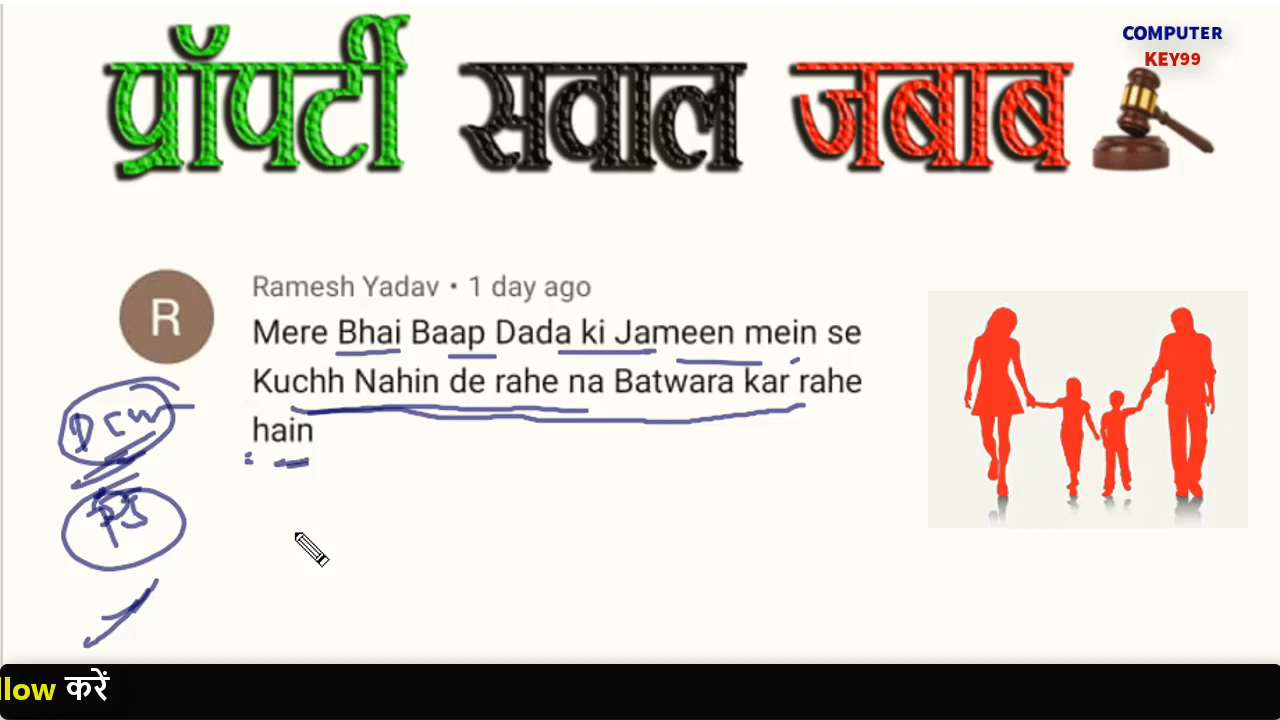 COMPUTER
KEY99
प्रॉपर्टी सवाल जबाब
Ramesh Yadav • 1 day ago
R
Mere Bhai Baap Dada ki Jameen mein se
Kuchh Nahin de rahe na Batwara kar rahe
hain
llow करें